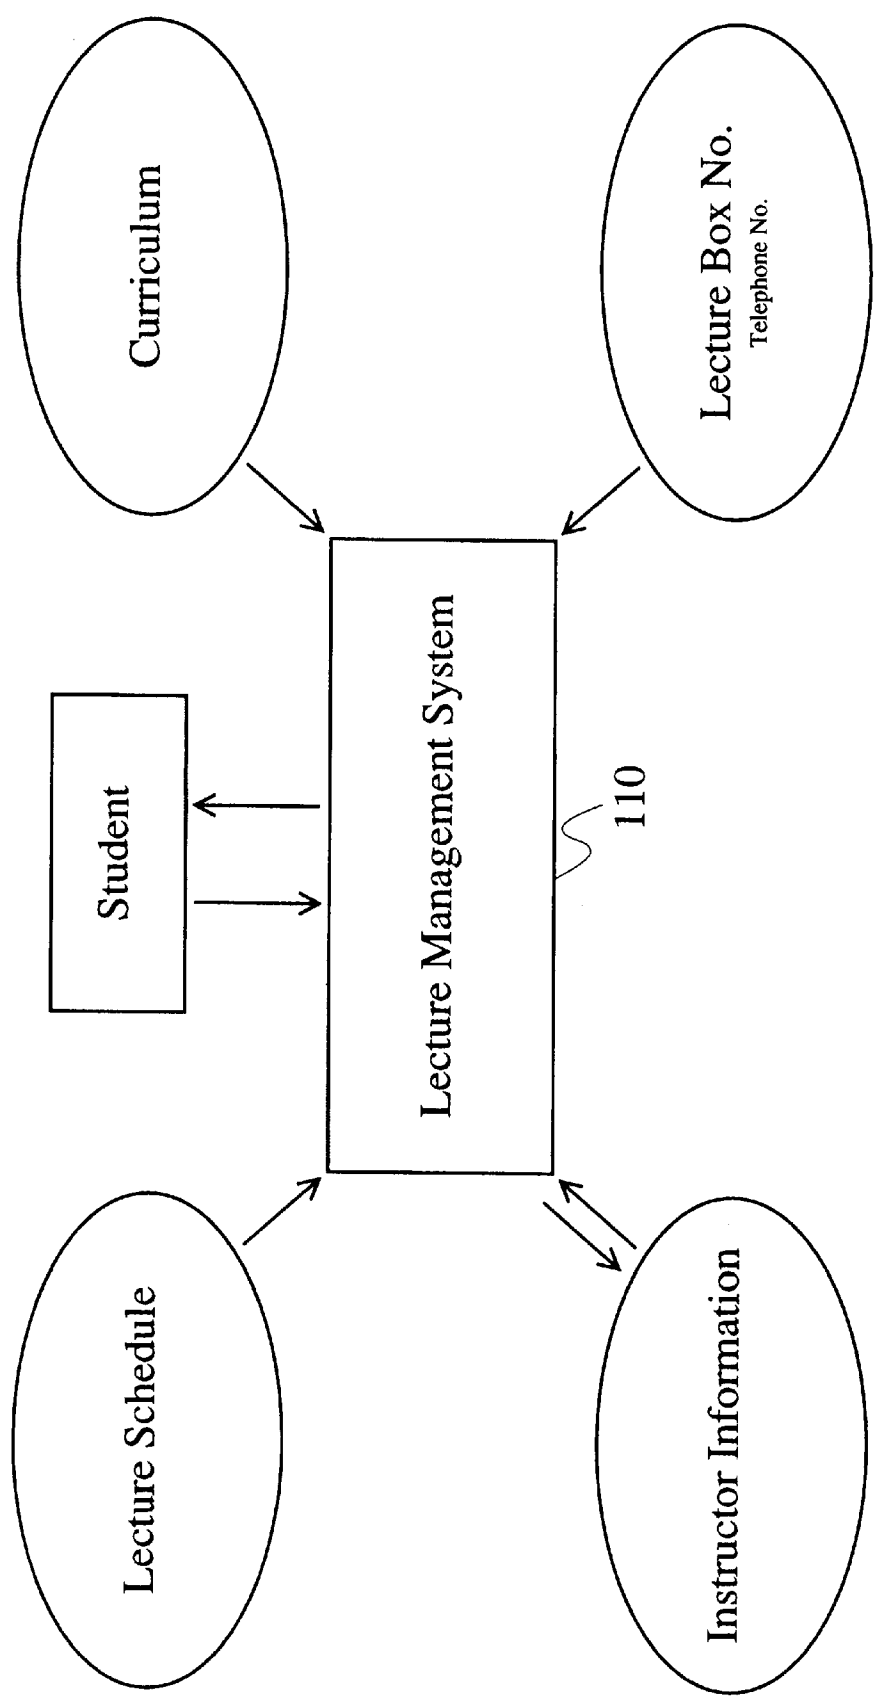 Student
Lecture Schedule
Curriculum
Lecture Management System
110
Instructor Information
Lecture Box No.
Telephone No.